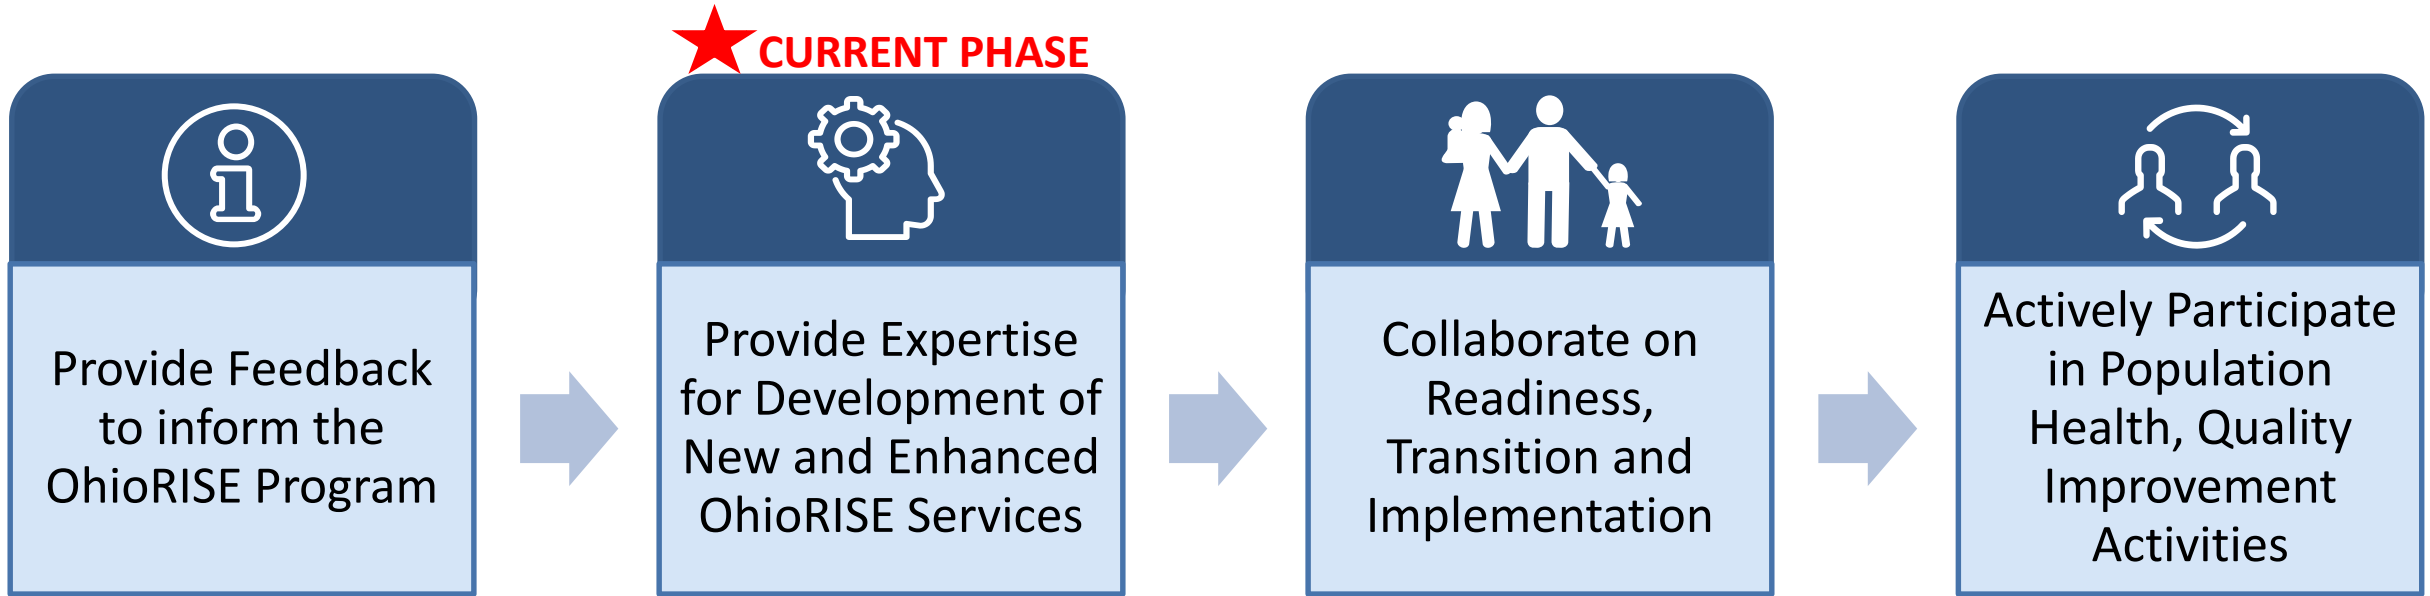 CURRENT PHASE
Provide Feedback
to inform the
OhioRISE Program
Provide Expertise
for Development of
New and Enhanced
OhioRISE Services
Collaborate on
Readiness,
Transition and
Implementation
Actively Participate
in Population
Health, Quality
Improvement
Activities